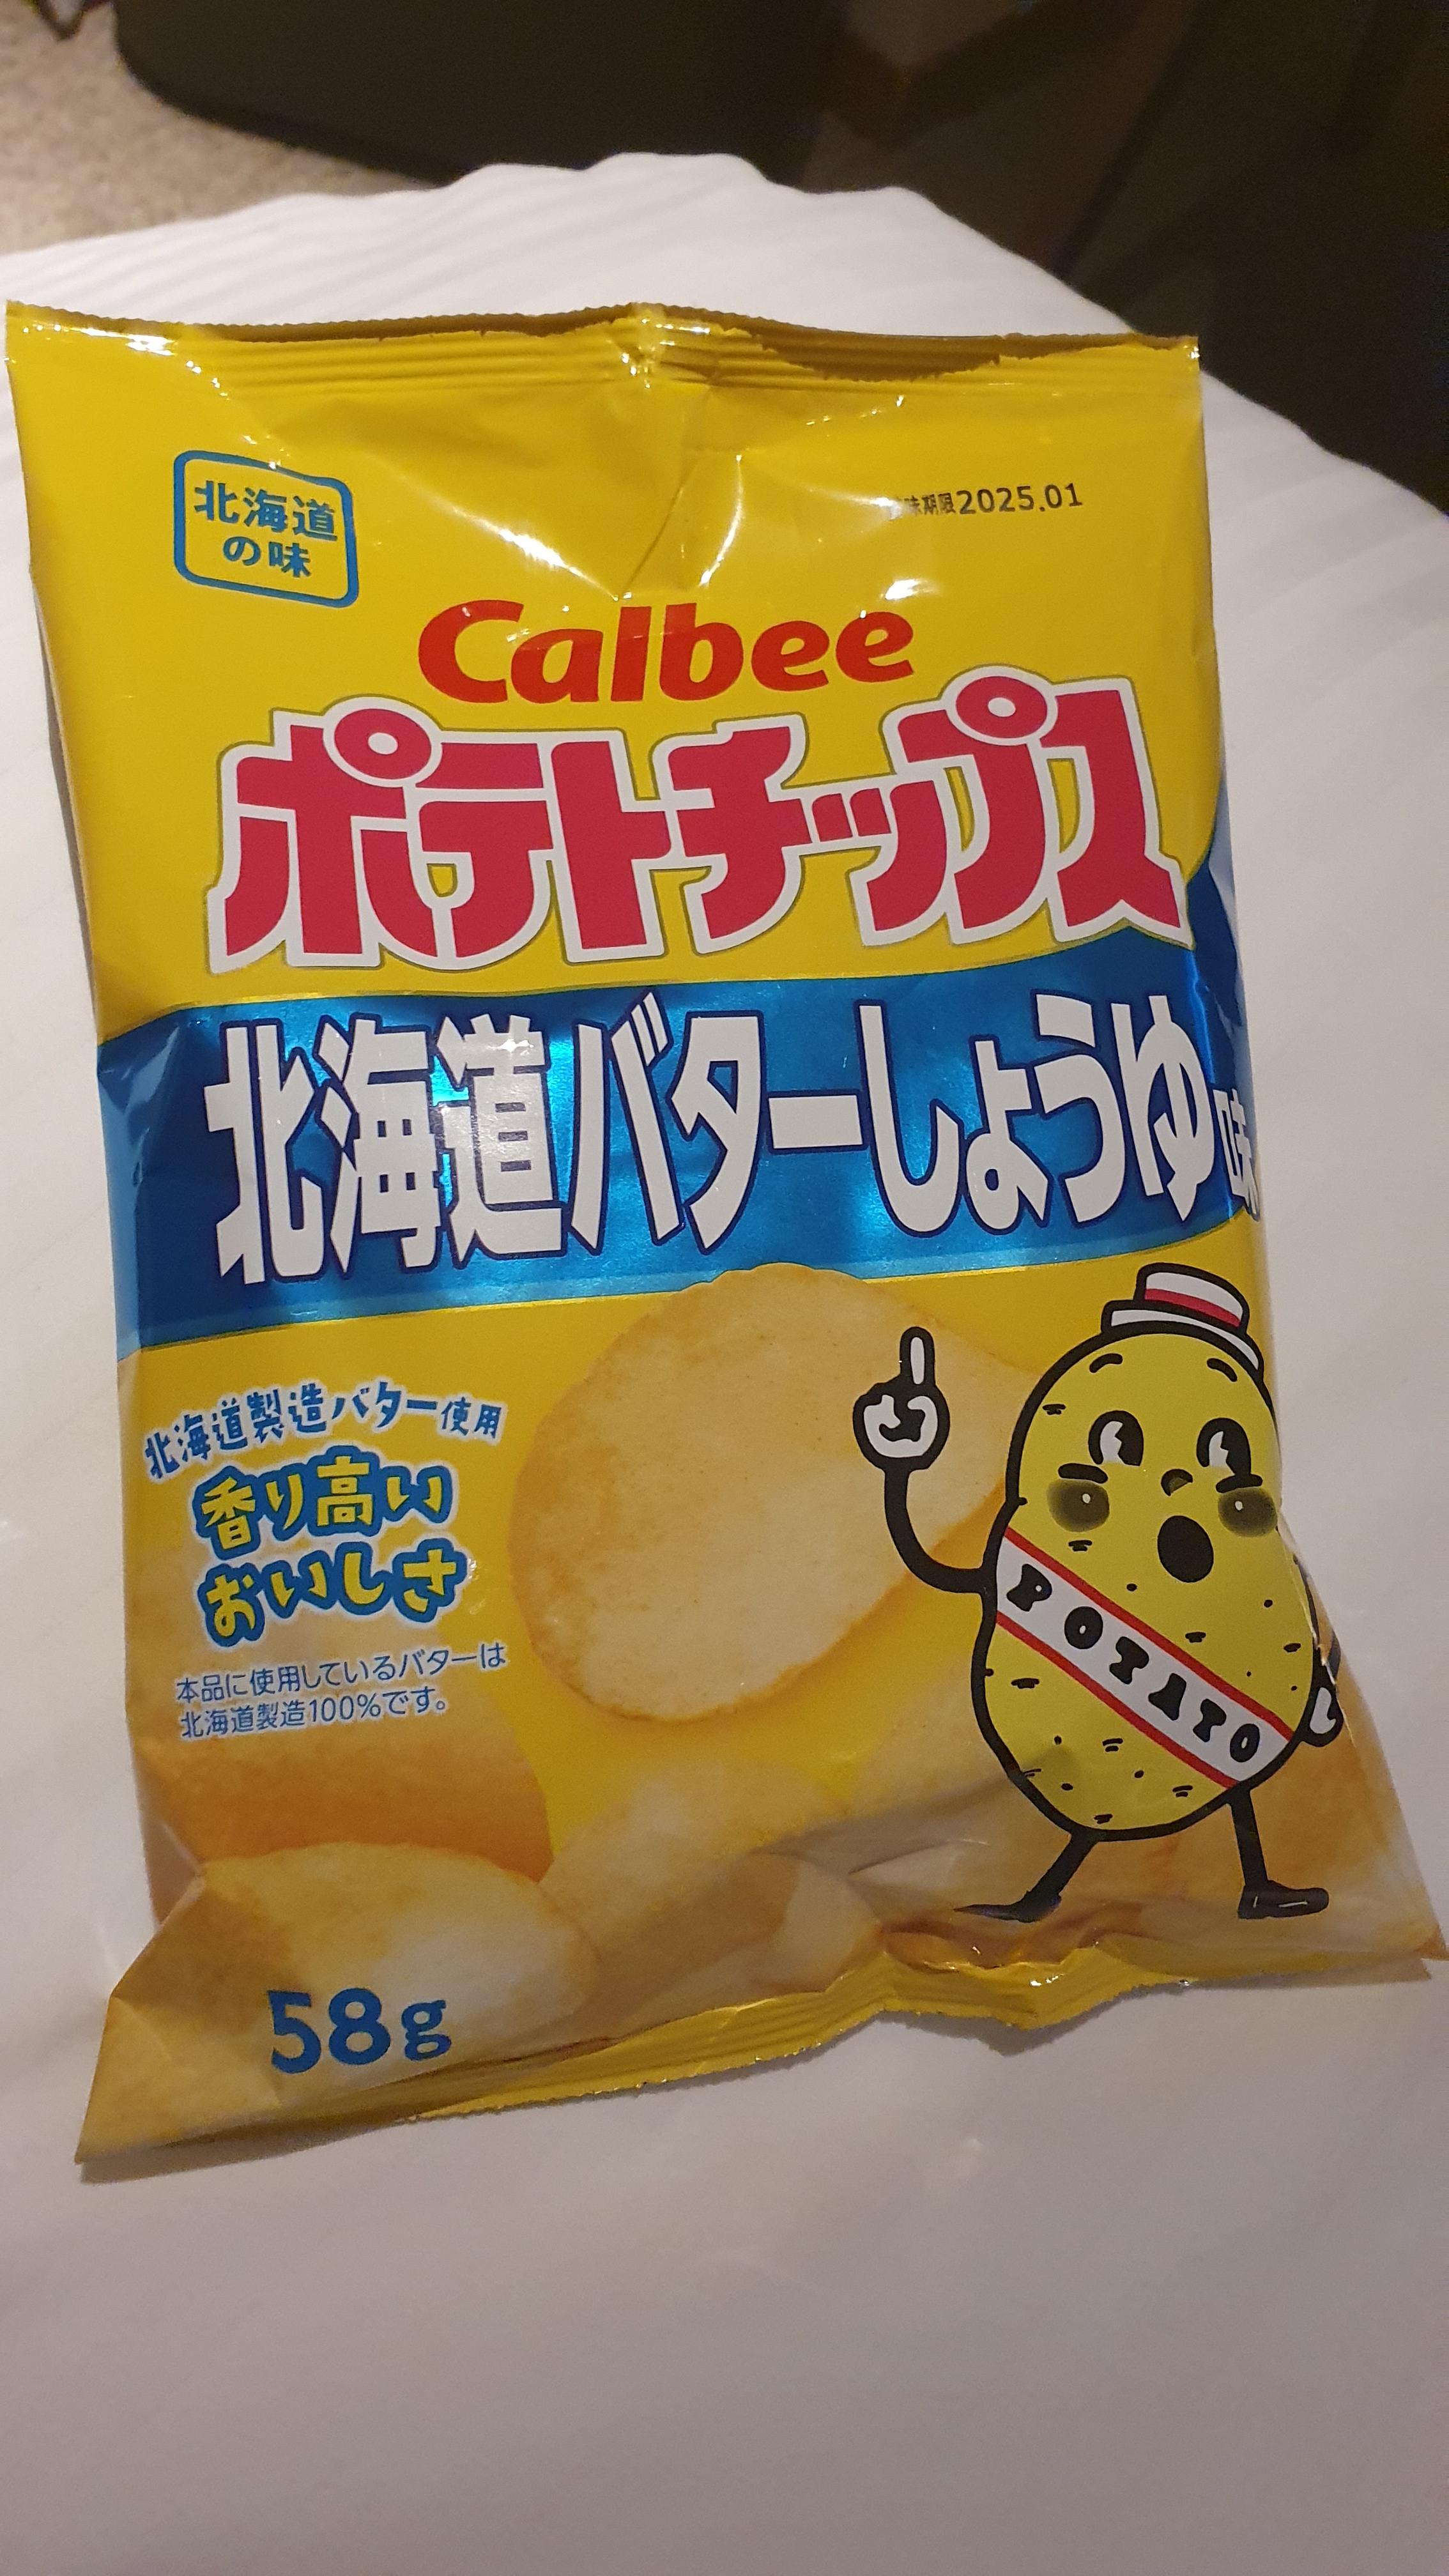 北海道
の味
賞味期限2025.01
Calbee
ポテトチップス
北海道バターしょうゆ味
北海道製造バター使用
香り高い
おいしさ
本品に使用しているバターは
北海道製造100%です。
POTATO
58g